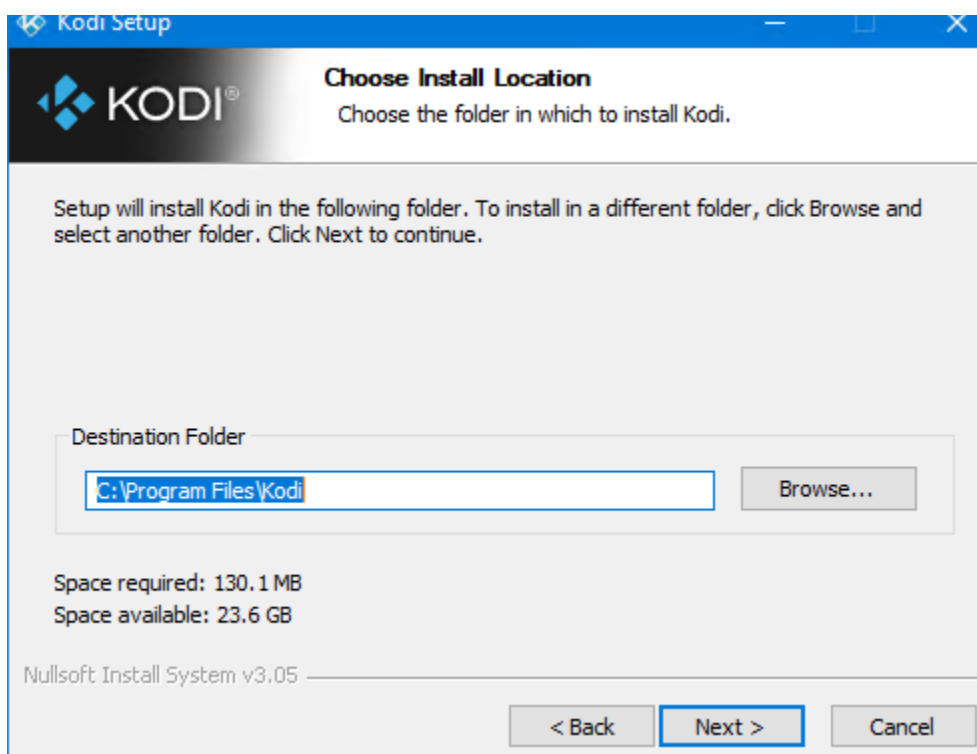 Kodi Setup
KODI®
Choose Install Location
Choose the folder in which to install Kodi.
Setup will install Kodi in the following folder. To install in a different folder, click Browse and
select another folder. Click Next to continue.
Destination Folder
C:\Program Files\Kodi
Browse...
Space required: 130.1 MB
Space available: 23.6 GB
Nullsoft Install System v3.05
< Back
Next >
Cancel